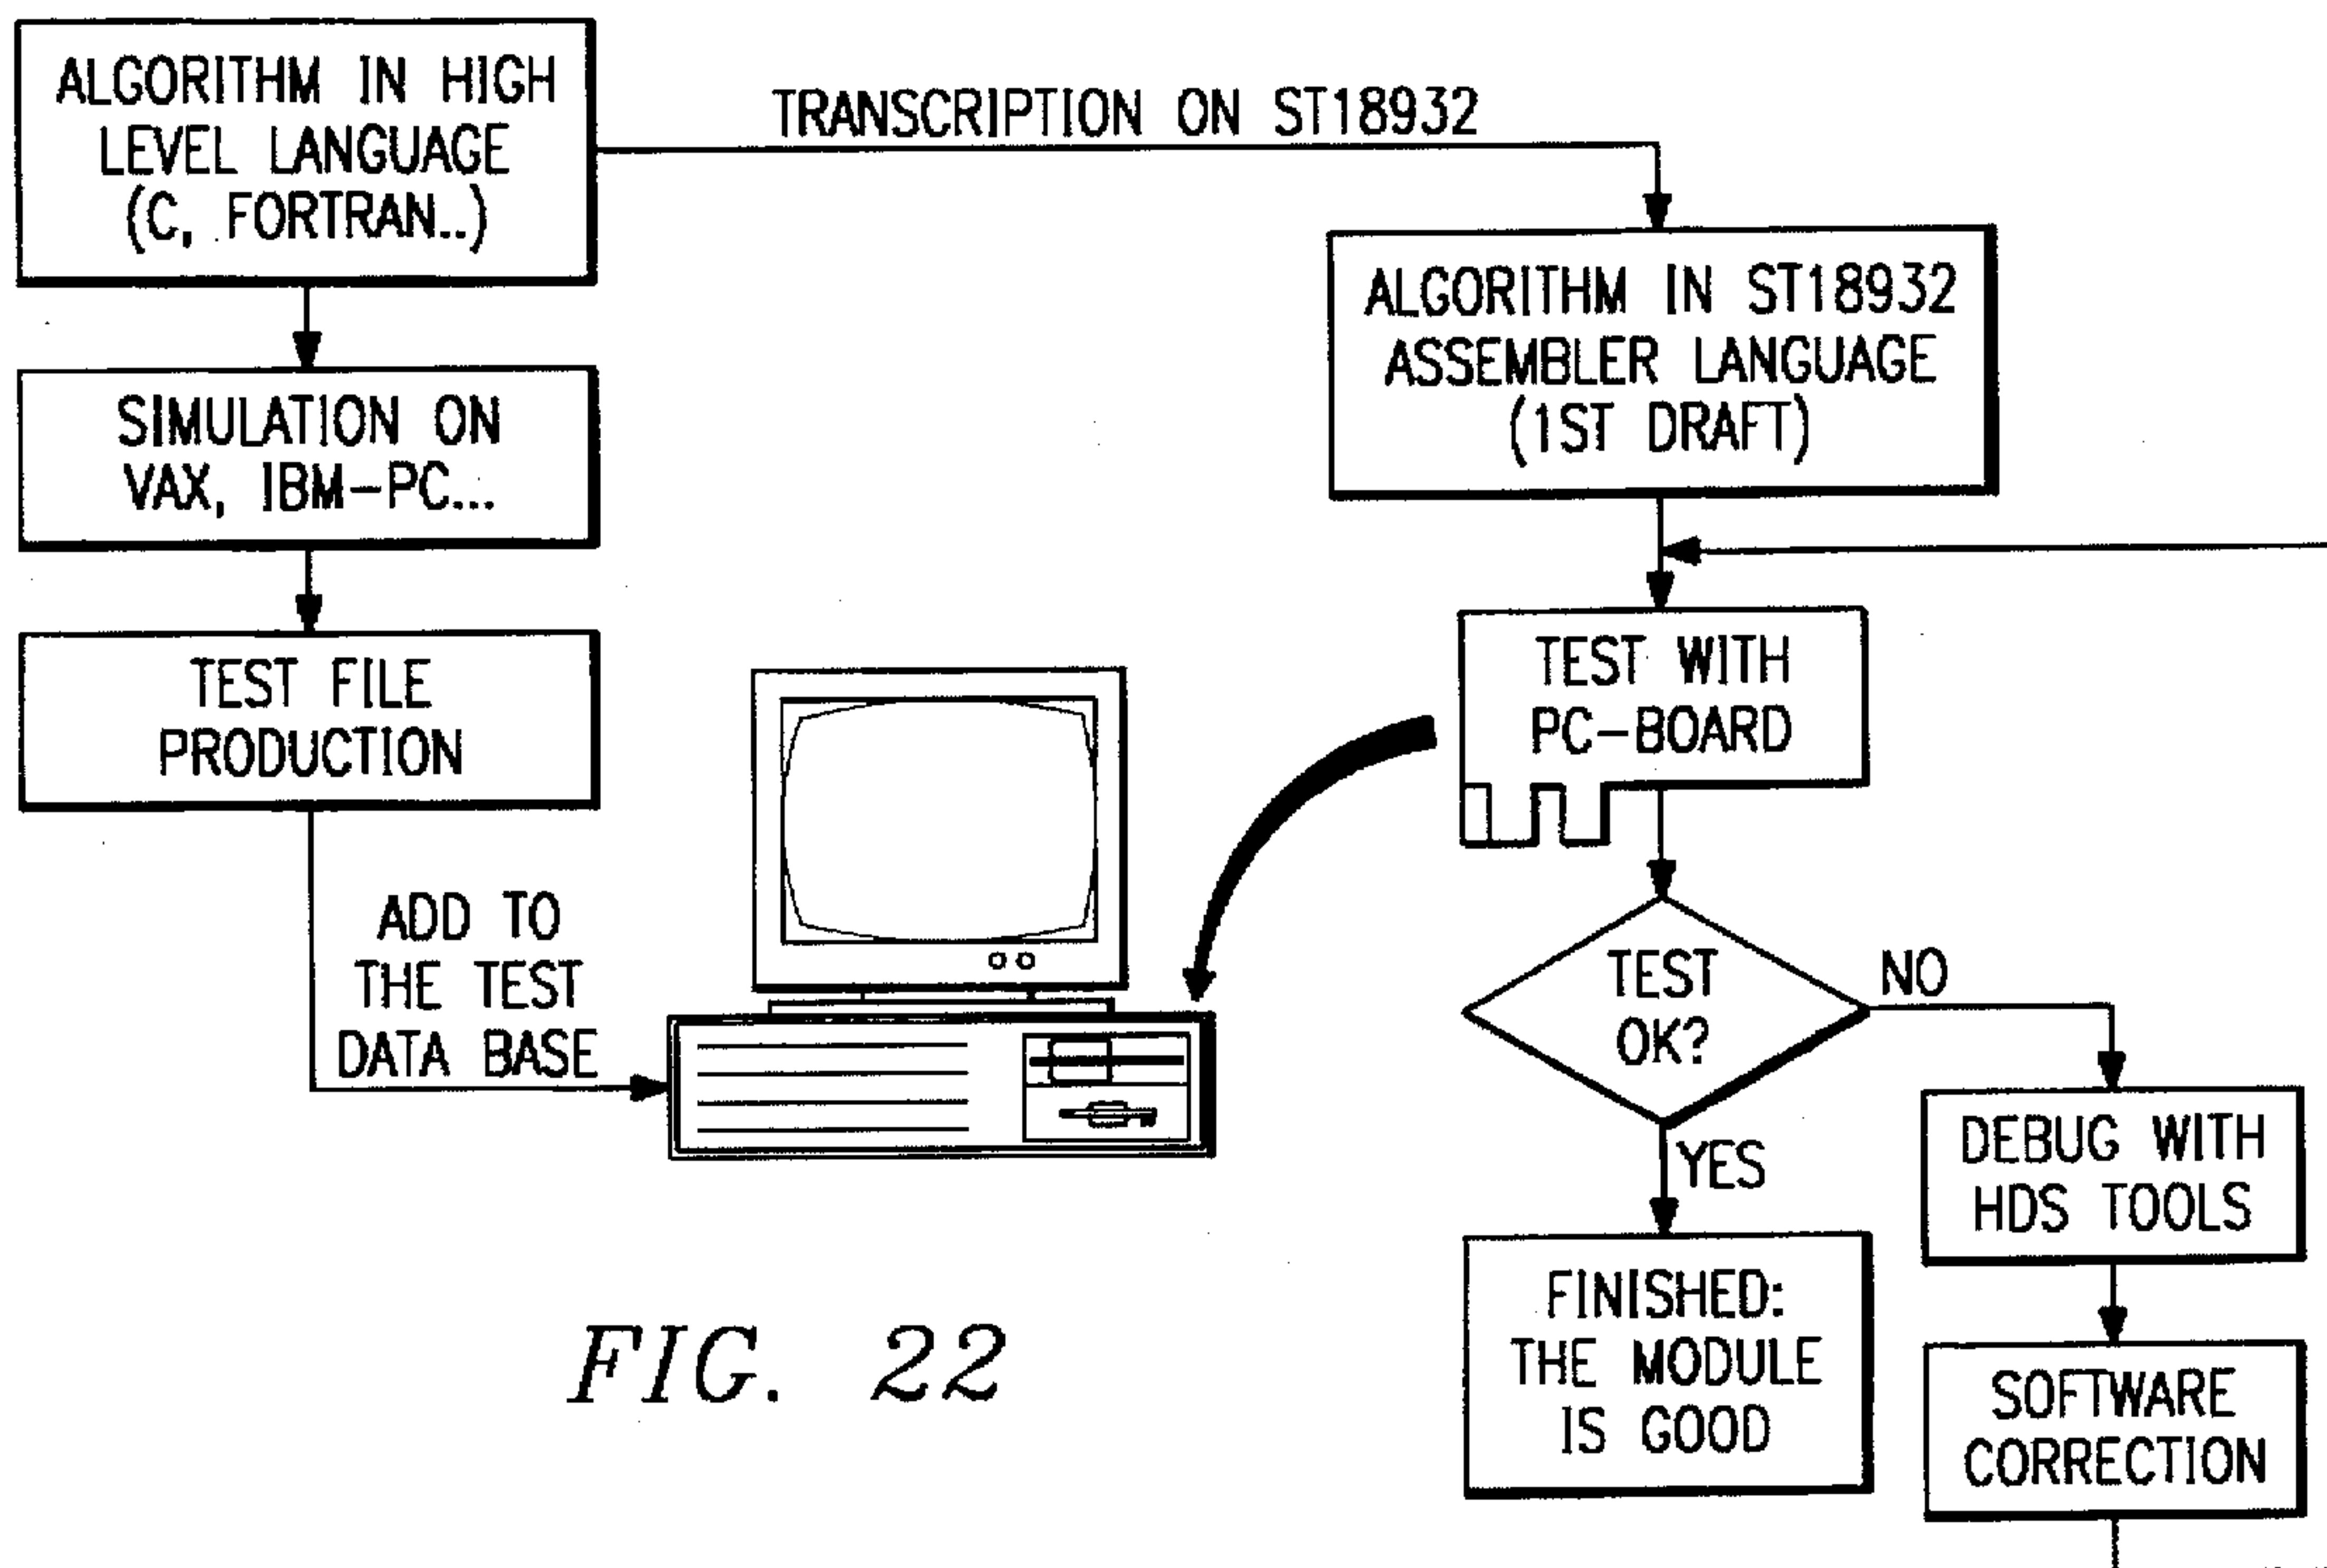 ALGORITHM IN HIGH
LEVEL LANGUAGE
(C, FORTRAN..)
TRANSCRIPTION ON ST18932
ALGORITHM IN ST18932
ASSEMBLER LANGUAGE
(1ST DRAFT)
SIMULATION ON
VAX, IBM-PC...
TEST FILE
PRODUCTION
TEST WITH
PC-BOARD
ADD TO
THE TEST
DATA BASE
TEST
OK?
NO
YES
DEBUG WITH
HDS TOOLS
FINISHED:
THE MODULE
IS GOOD
SOFTWARE
CORRECTION
FIG. 22